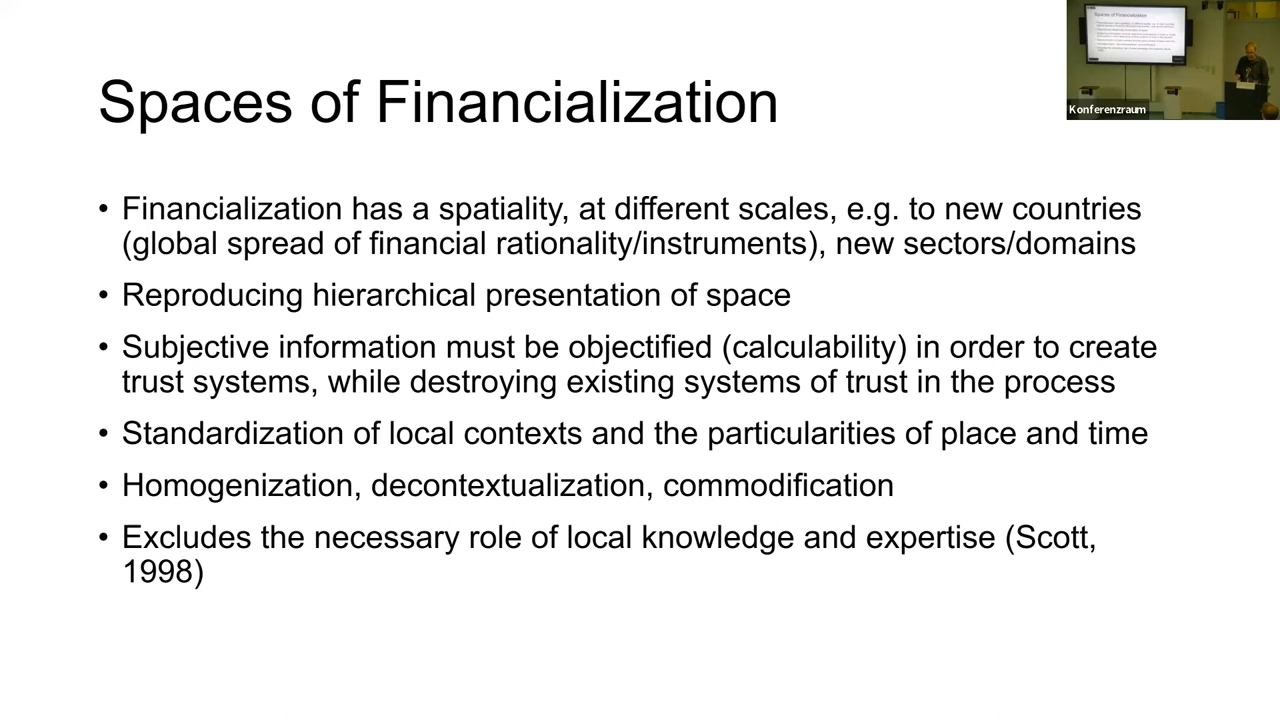 Spaces of Financialization
• Financialization has a spatiality, at different scales, e.g. to new countries
(global spread of financial rationality/instruments), new sectors/domains
• Reproducing hierarchical presentation of space
• Subjective information must be objectified (calculability) in order to create
trust systems, while destroying existing systems of trust in the process
• Standardization of local contexts and the particularities of place and time
• Homogenization, decontextualization, commodification
• Excludes the necessary role of local knowledge and expertise (Scott,
1998)
Spaces of Financialization
Konferenzraum